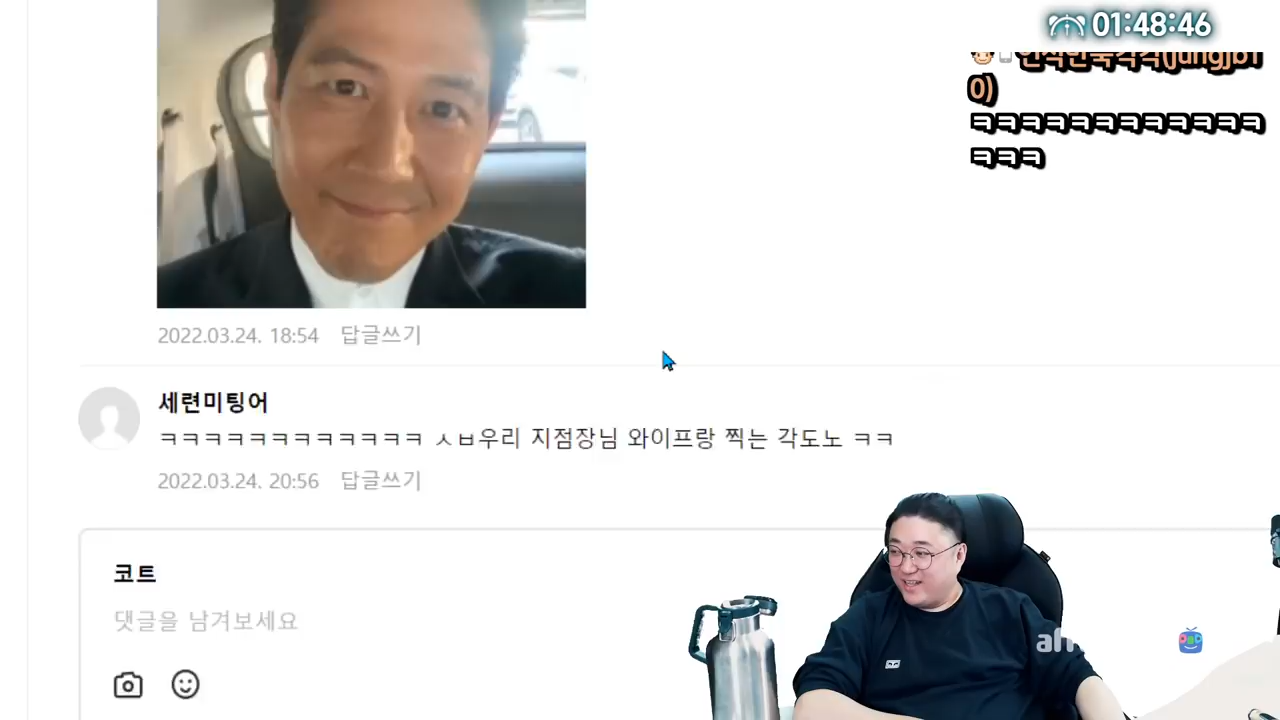 01:48:46
0)
ㅋㅋㅋㅋㅋㅋㅋㅋㅋㅋㅋㅋ
ㅋㅋㅋ
2022.03.24. 18:54 답글쓰기
세련미팅어
ㅋㅋㅋㅋㅋㅋㅋㅋㅋㅋㅋㅋ ㅅㅂ우리 지점장님 와이프랑 찍는 각도노 ㅋㅋ
2022.03.24. 20:56 답글쓰기
코트
댓글을 남겨보세요